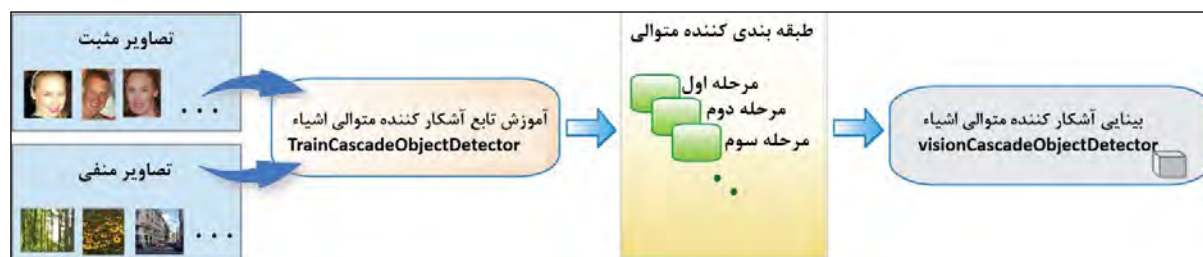 تصاویر مثبت
. . .
تصاویر منفی
. . .
آموزش تابع آشکار کننده متوالی اشیاء
TrainCascadeObjectDetector
طبقه بندی کننده متوالی
مرحله اول
مرحله دوم
مرحله سوم
بینایی آشکار کننده متوالی اشیاء
visionCascadeObjectDetector